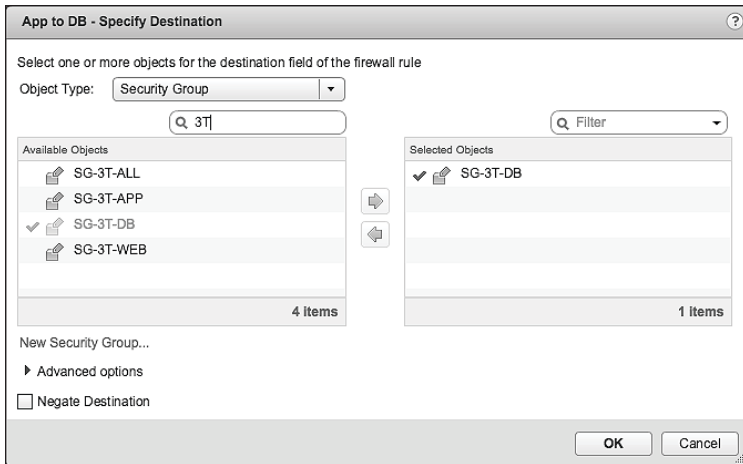 App to DB - Specify Destination
?
Select one or more objects for the destination field of the firewall rule
Object Type: Security Group
3T
Filter
Available Objects
Selected Objects
SG-3T-ALL
SG-3T-DB
SG-3T-APP
SG-3T-DB
SG-3T-WEB
4 items
1 items
New Security Group...
Advanced options
Negate Destination
OK
Cancel